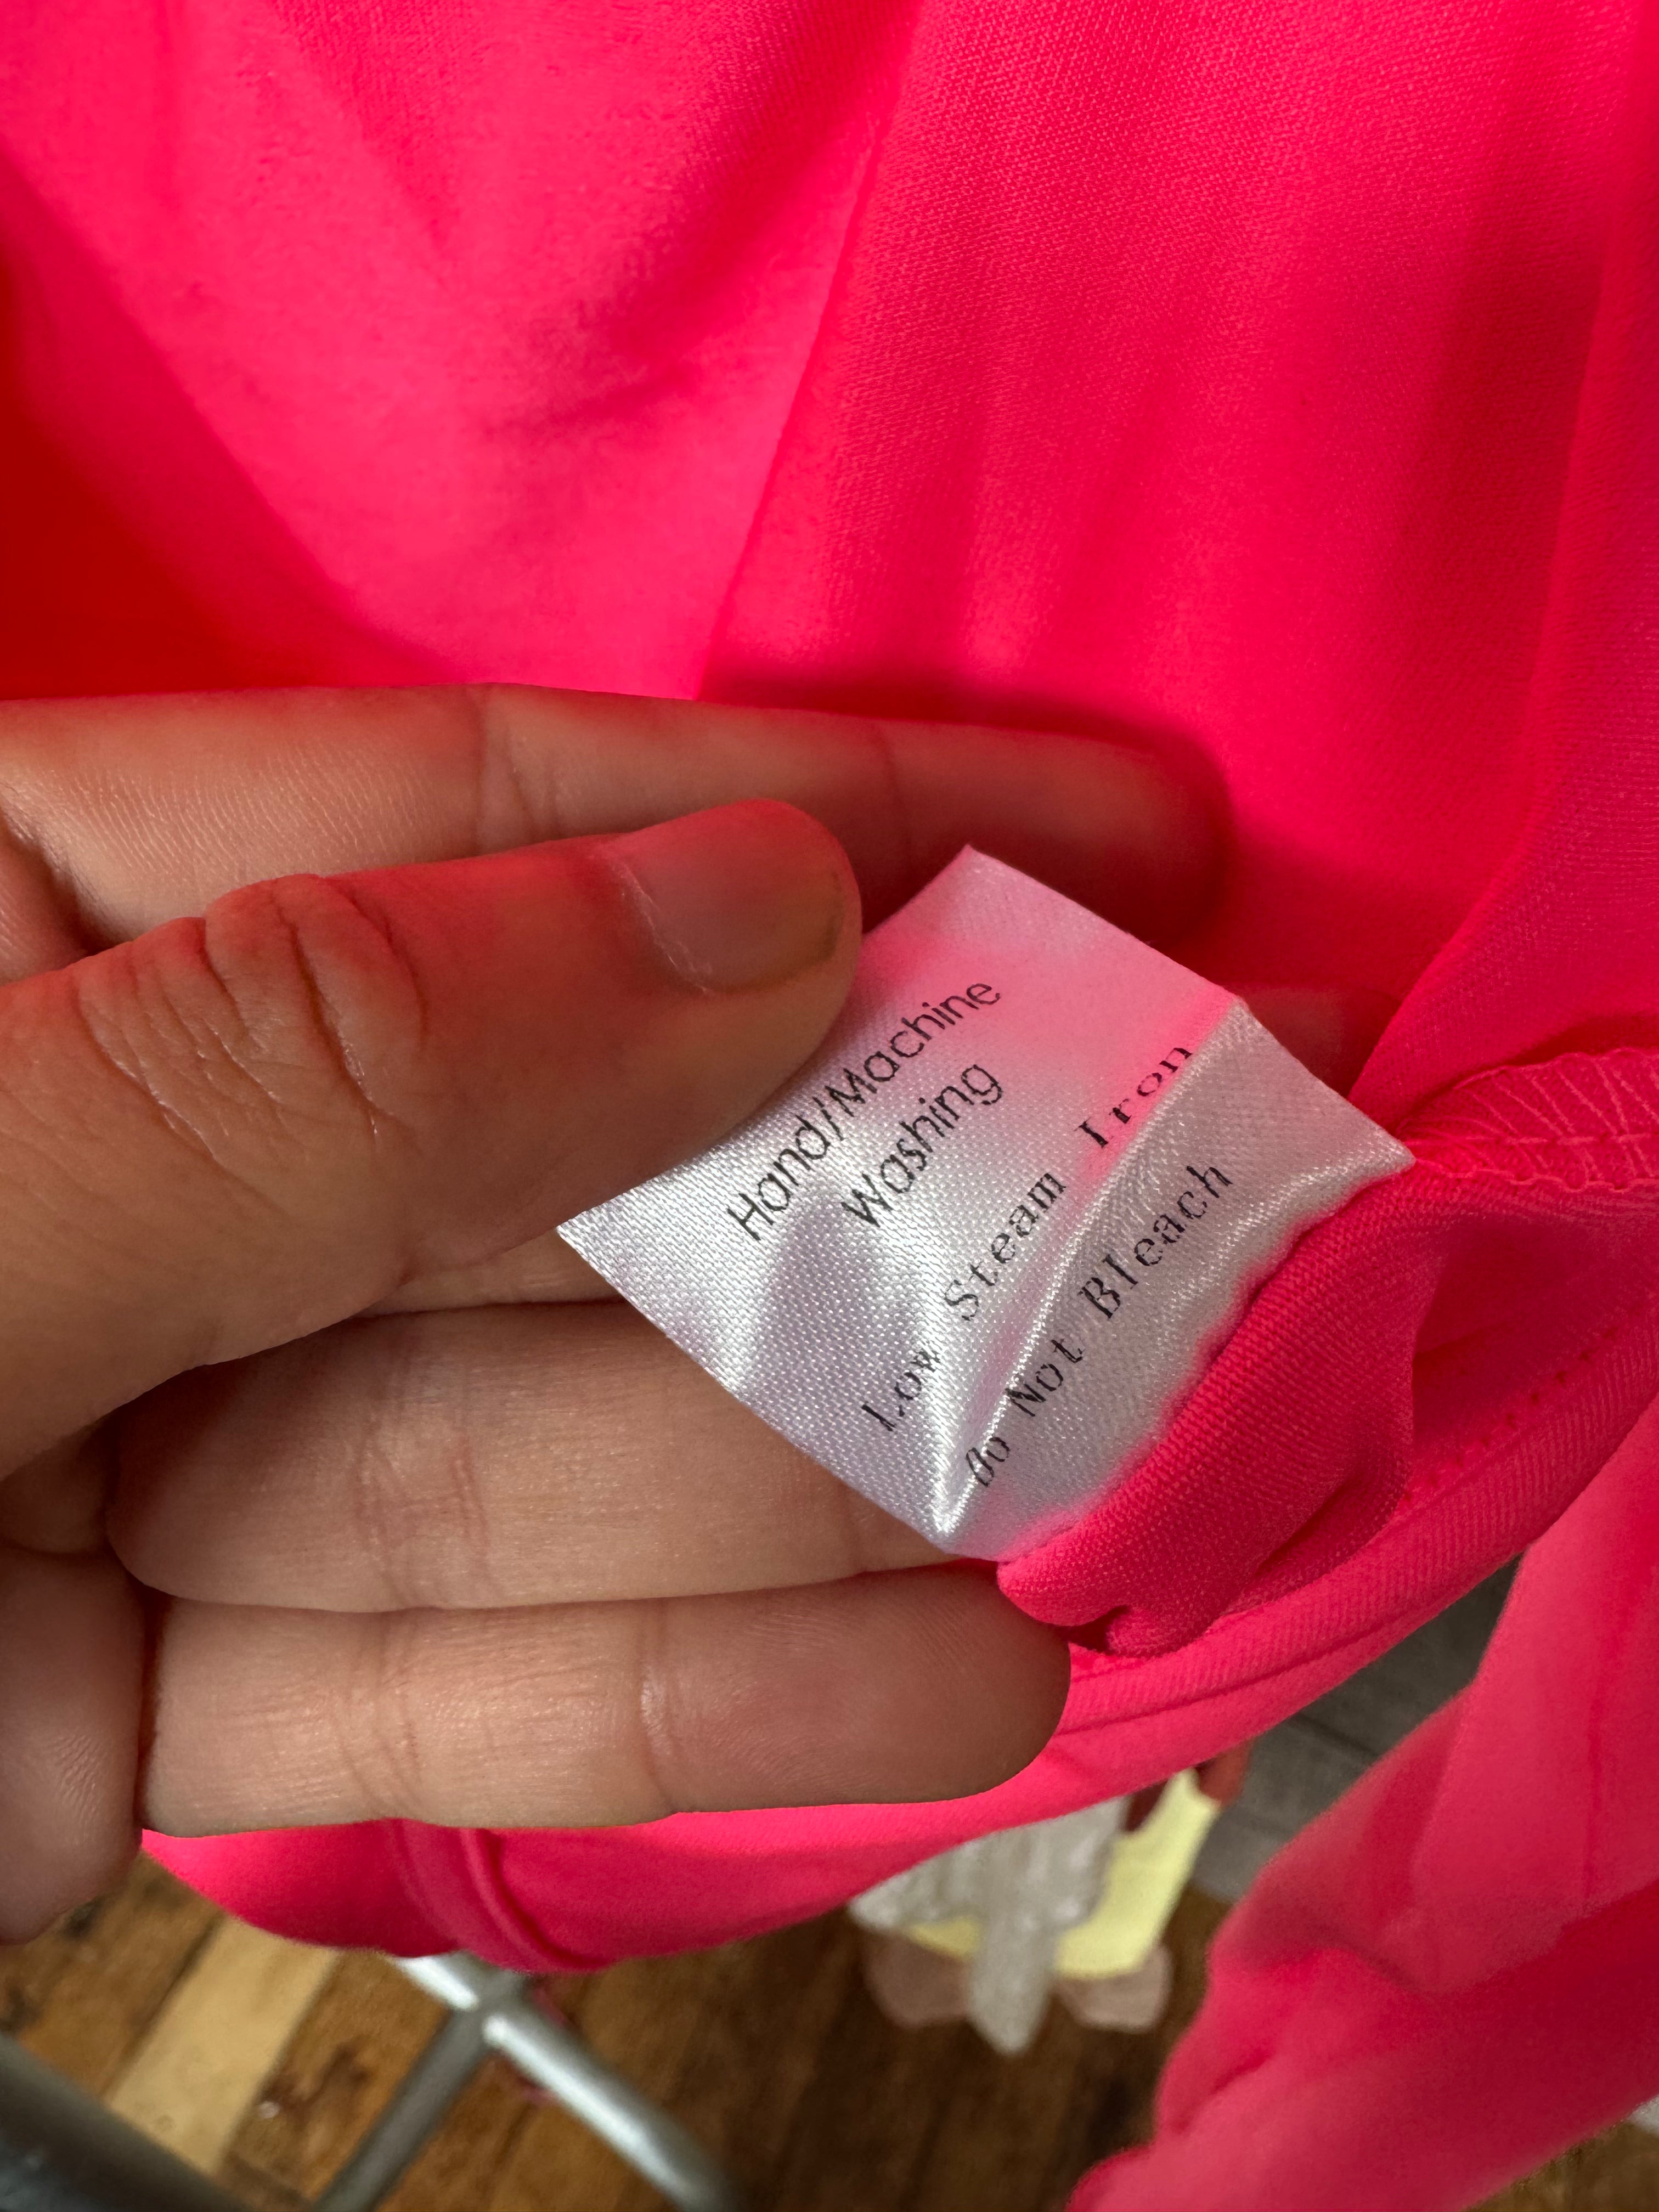 Hand/Machine
Washing
Low Steam Iron
Do Not Bleach